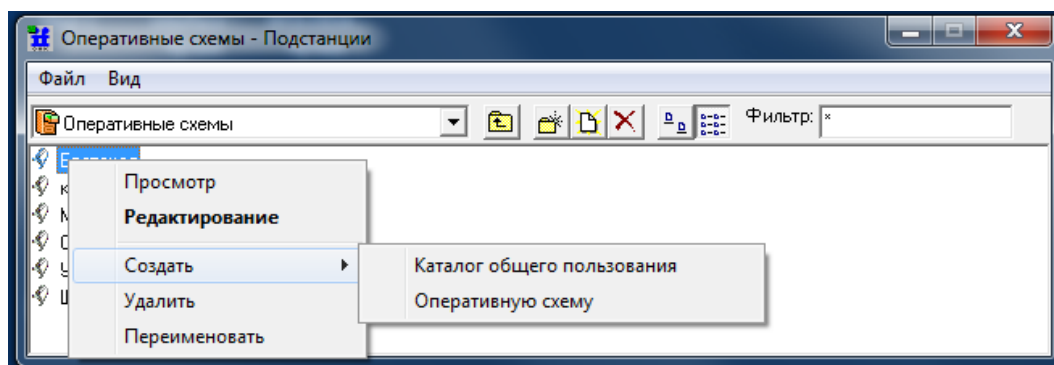 Оперативные схемы - Подстанции
Файл Вид
Оперативные схемы
Фильтр: *
Просмотр
Редактирование
Создать
Каталог общего пользования
Удалить
Оперативную схему
Переименовать